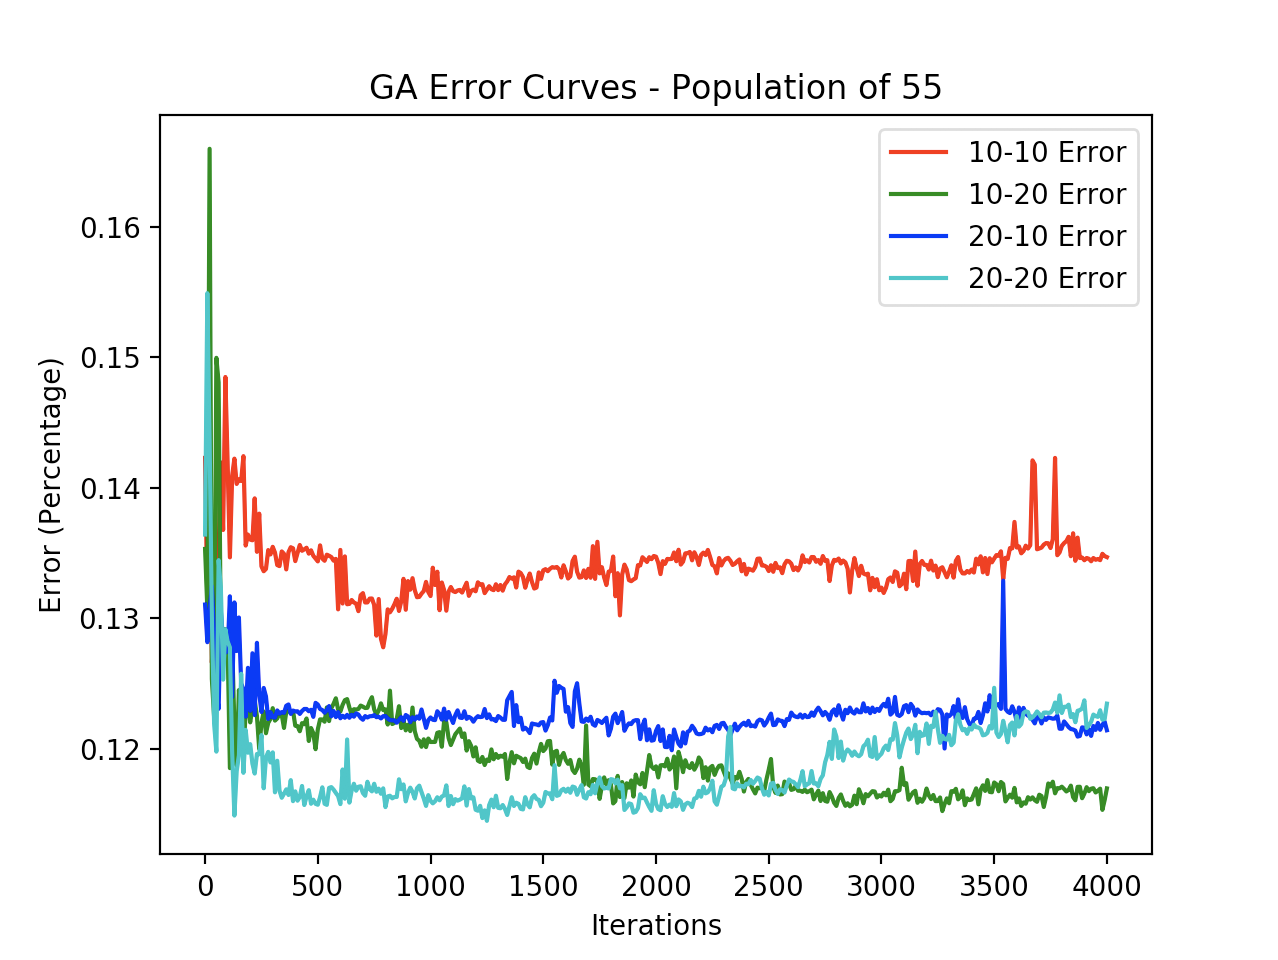 GA Error Curves - Population of 55
10-10 Error
10-20 Error
20-10 Error
20-20 Error
0.16
0.15
0.14
0.13
0.12
Error (Percentage)
0 500 1000 1500 2000 2500 3000 3500 4000
Iterations